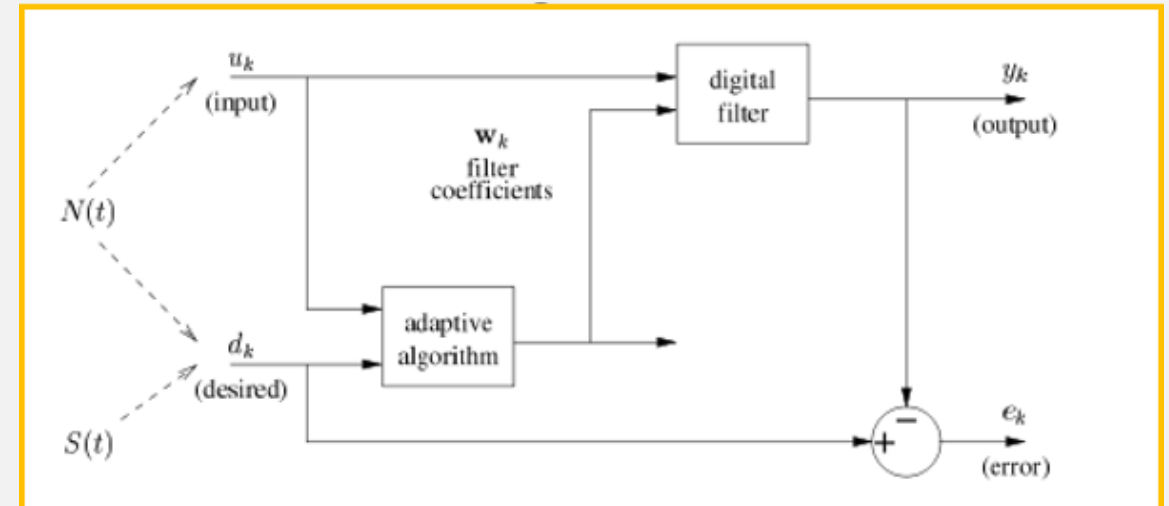 u_k
(input)
digital
filter
y_k
(output)
w_k
filter
coefficients
N(t)
adaptive
algorithm
d_k
(desired)
S(t)
−
+
e_k
(error)